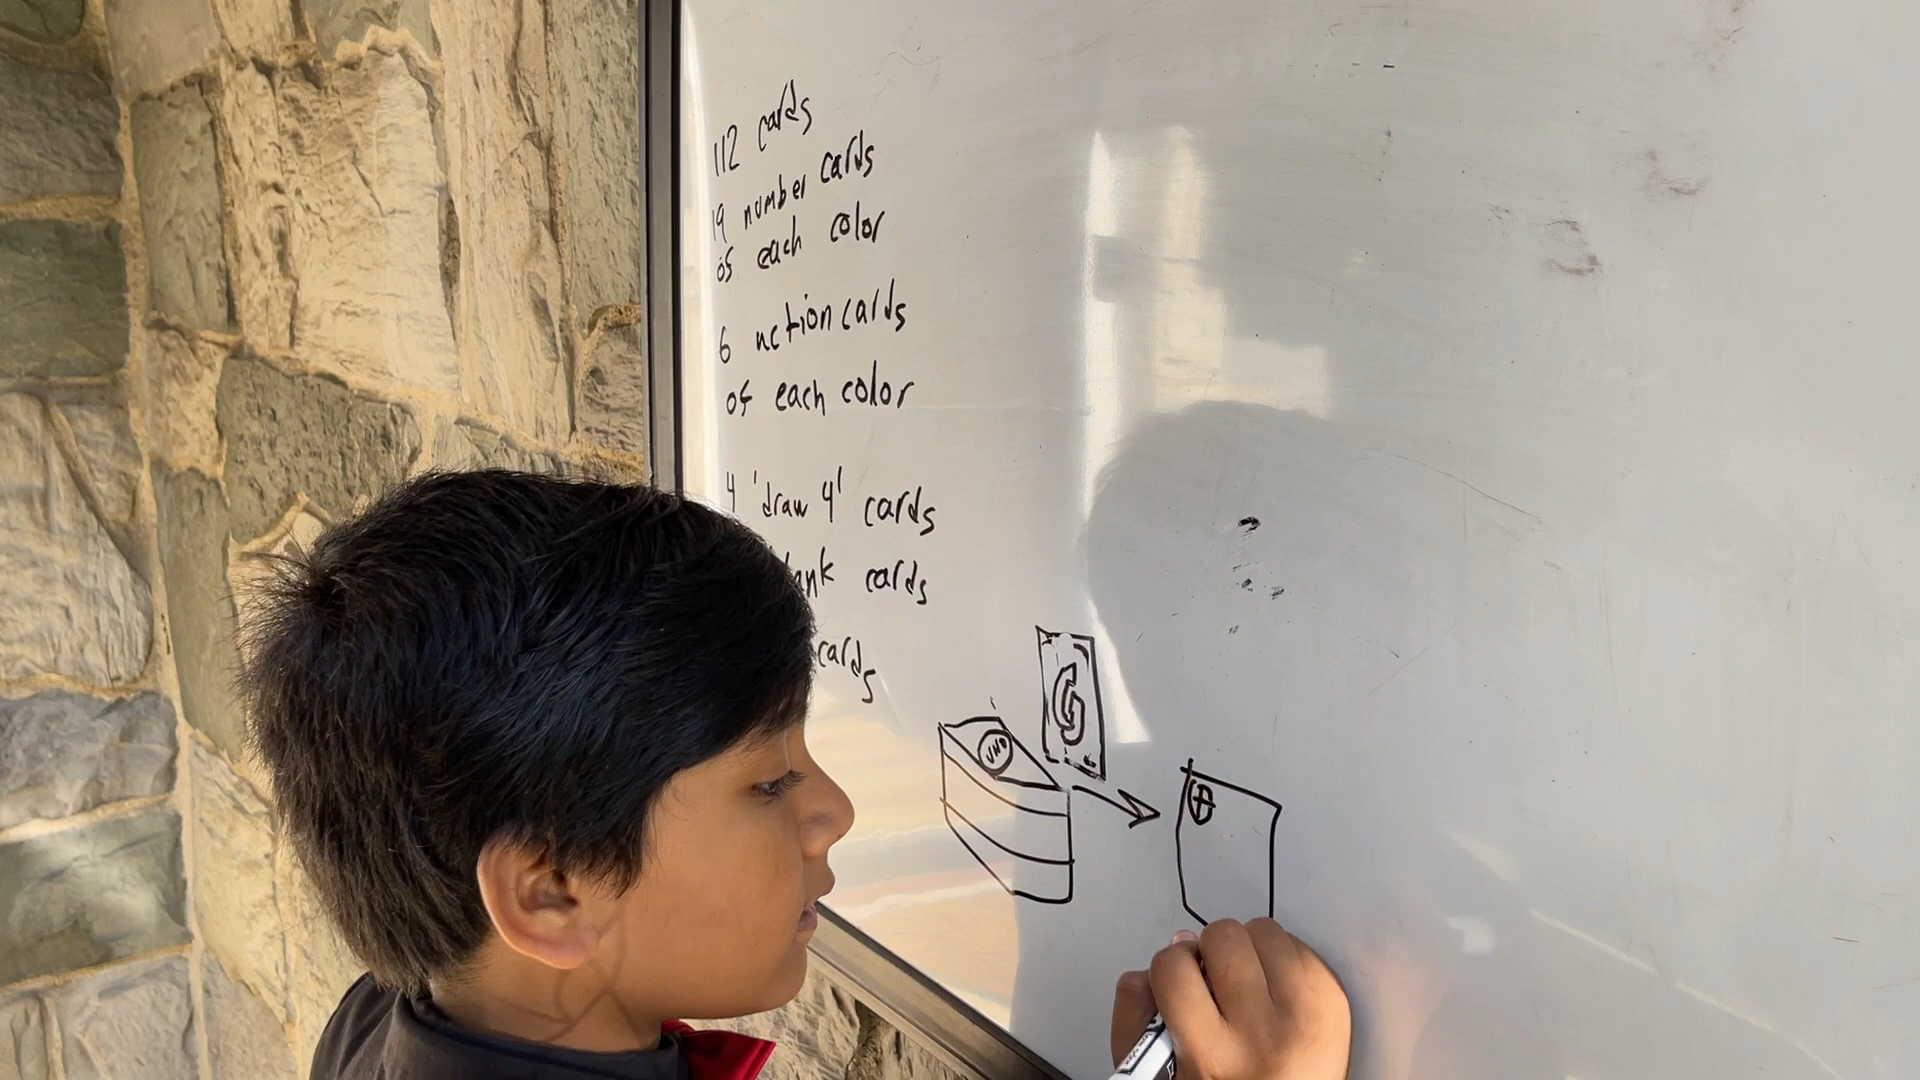 112 cards
19 number cards
of each color
6 action cards
of each color
4 'draw 4' cards
cards
cards
UNO